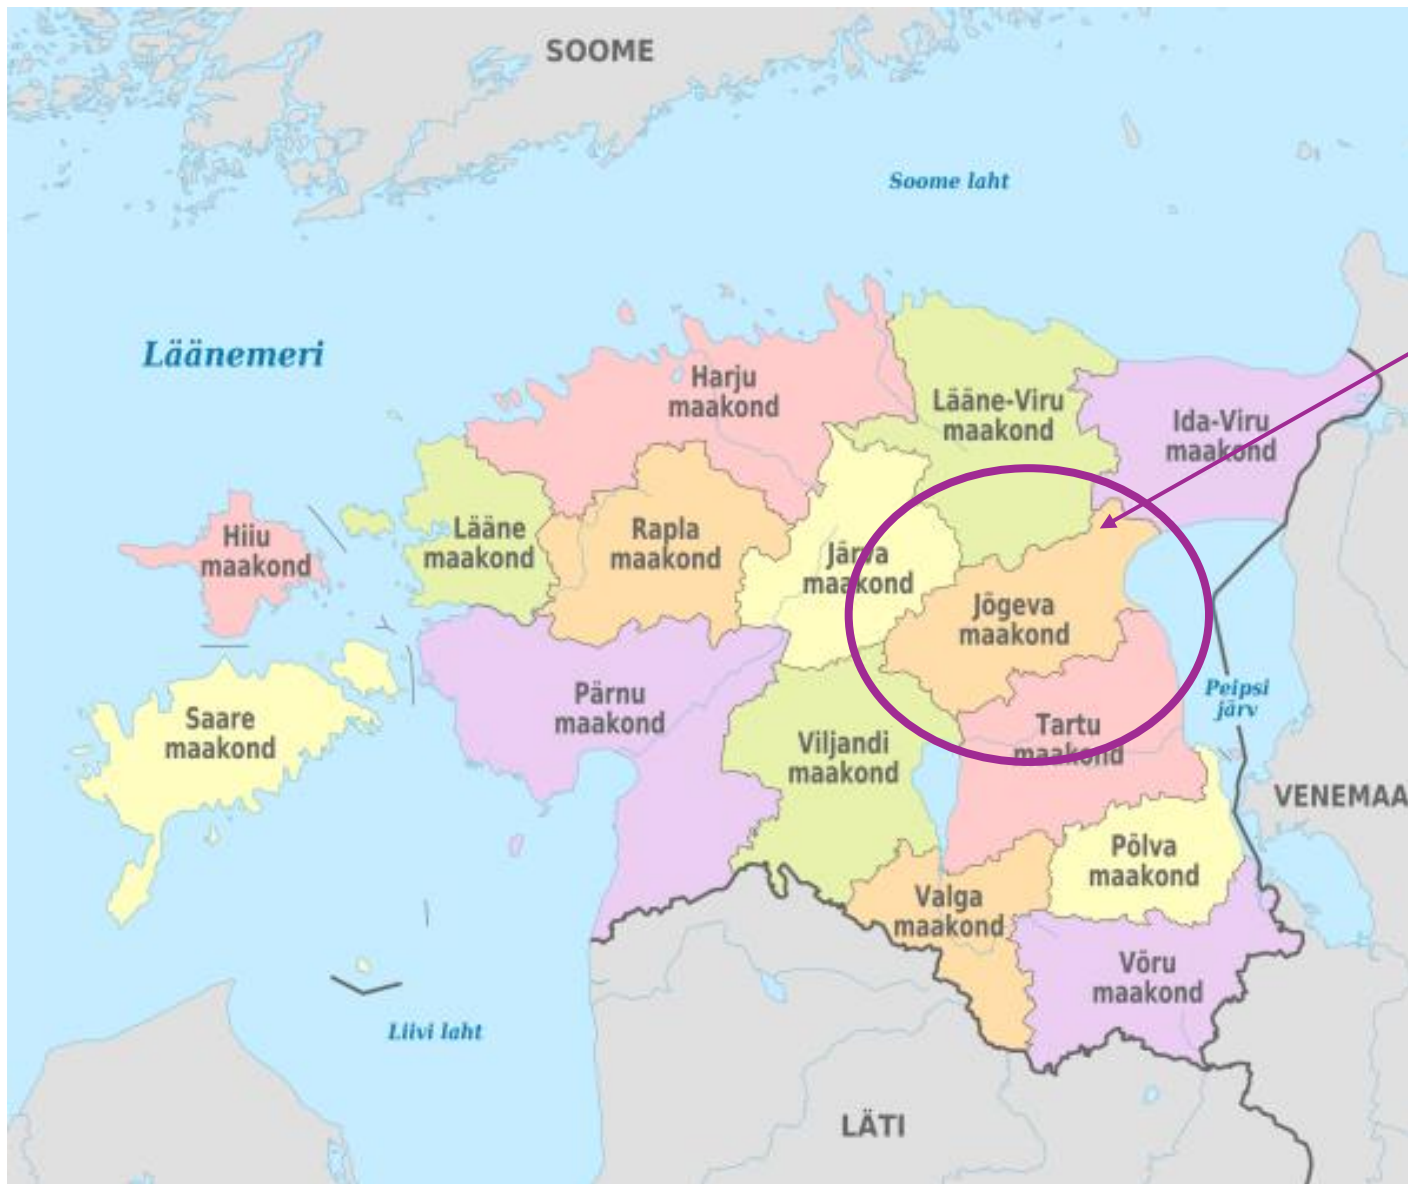 SOOME
Soome laht
Läänemeri
Harju
maakond
Lääne-Viru
maakond
Ida-Viru
maakond
Hiiu
maakond
Lääne
maakond
Rapla
maakond
Järva
maakond
Jõgeva
maakond
Saare
maakond
Pärnu
maakond
Viljandi
maakond
Tartu
maakond
Peipsi
järv
VENEMAA
Põlva
maakond
Valga
maakond
Võru
maakond
Liivi laht
LÄTI